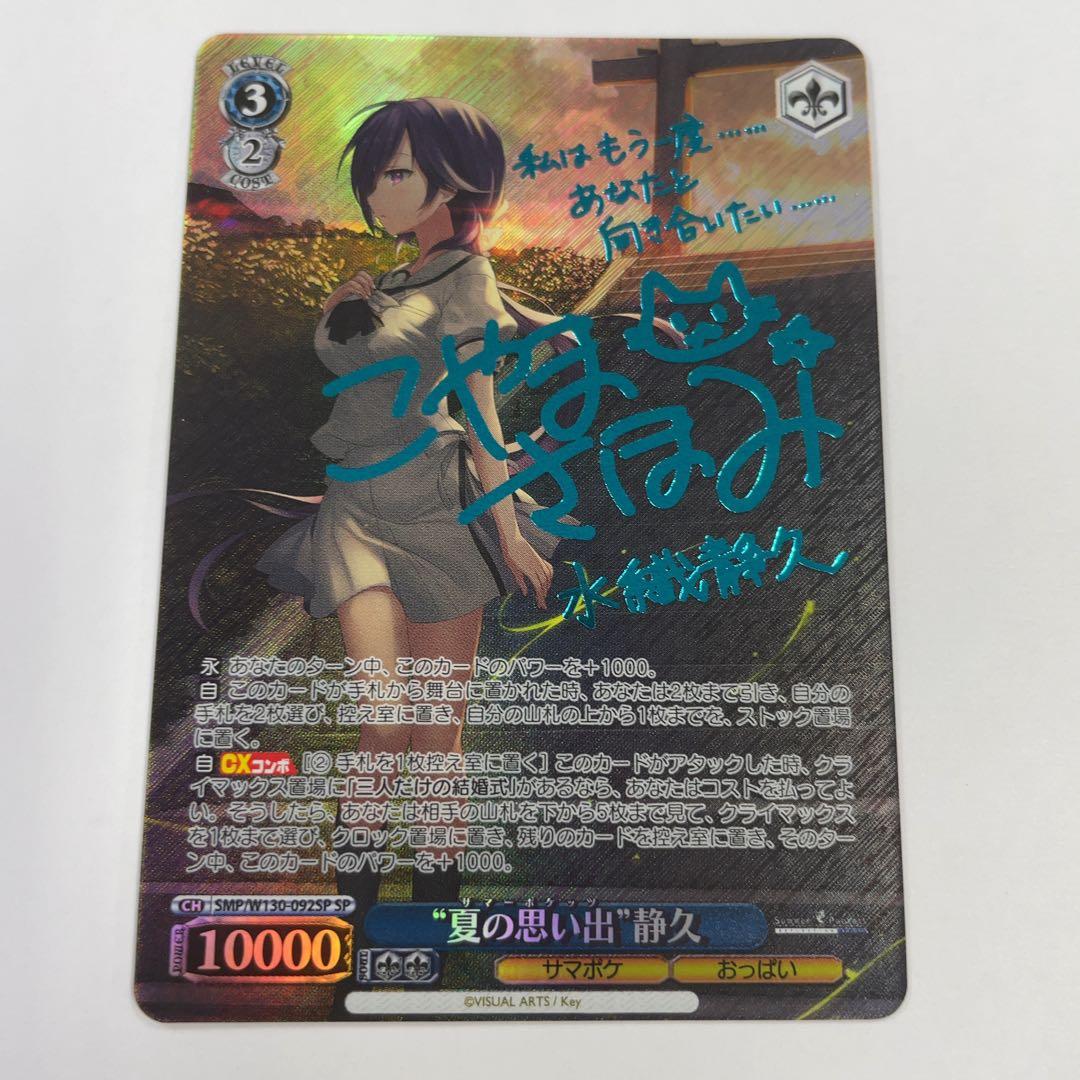 LEVEL
3
2
COST
私はもう一度……
あなたと
向き合いたい……
こやま
さほみ
水織静久
永 あなたのターン中、このカードのパワーを+1000。
自 このカードが手札から舞台に置かれた時、あなたは2枚まで引き、自分の
手札を2枚選び、控え室に置き、自分の山札の上から1枚までを、ストック置場
に置く。
自 CXコンボ [② 手札を1枚控え室に置く] このカードがアタックした時、クラ
イマックス置場に「三人だけの結婚式」があるなら、あなたはコストを払ってよ
い。そうしたら、あなたは相手の山札を下から5枚まで見て、クライマックス
を1枚まで選び、クロック置場に置き、残りのカードを控え室に置き、そのター
ン中、このカードのパワーを+1000。
CH SMP/W130-092SP SP
サマーポケッツ
“夏の思い出”静久
Summer Pockets
POWER 10000 SOUL
サマポケ おっぱい
©VISUAL ARTS / Key